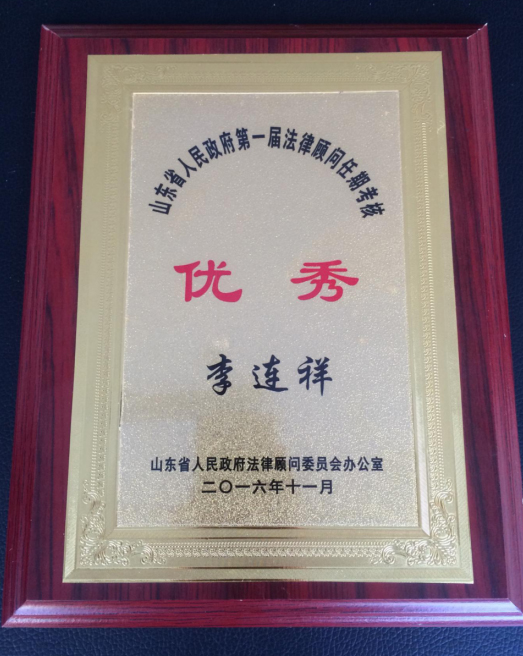 山东省人民政府第一届法律顾问任期考核
优秀
李连祥
山东省人民政府法律顾问委员会办公室
二〇一六年十一月